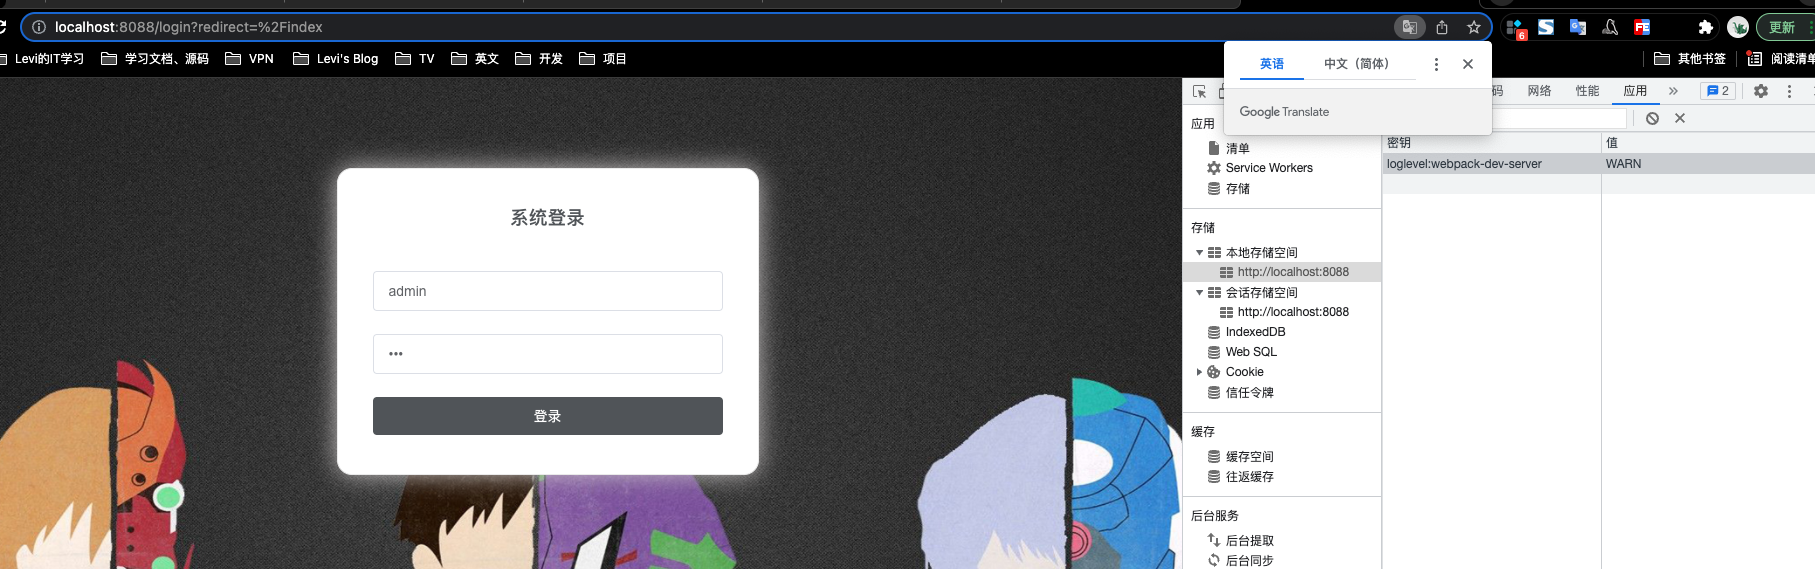 localhost:8088/login?redirect=%2Findex
6
更新
Levi的IT学习
学习文档、源码
VPN
Levi's Blog
TV
英文
开发
项目
其他书签
阅读清单
英语
中文（简体）
Google Translate
码
网络
性能
应用
2
应用
清单
Service Workers
存储
存储
本地存储空间
http://localhost:8088
会话存储空间
http://localhost:8088
IndexedDB
Web SQL
Cookie
信任令牌
缓存
缓存空间
往返缓存
后台服务
后台提取
后台同步
密钥
值
loglevel:webpack-dev-server
WARN
系统登录
admin
•••
登录